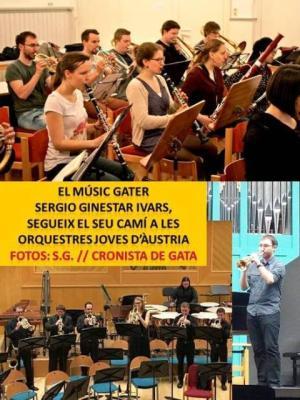 EL MÚSIC GATER
SERGIO GINESTAR IVARS,
SEGUEIX EL SEU CAMÍ A LES
ORQUESTRES JOVES D'ÀUSTRIA
FOTOS: S.G. // CRONISTA DE GATA